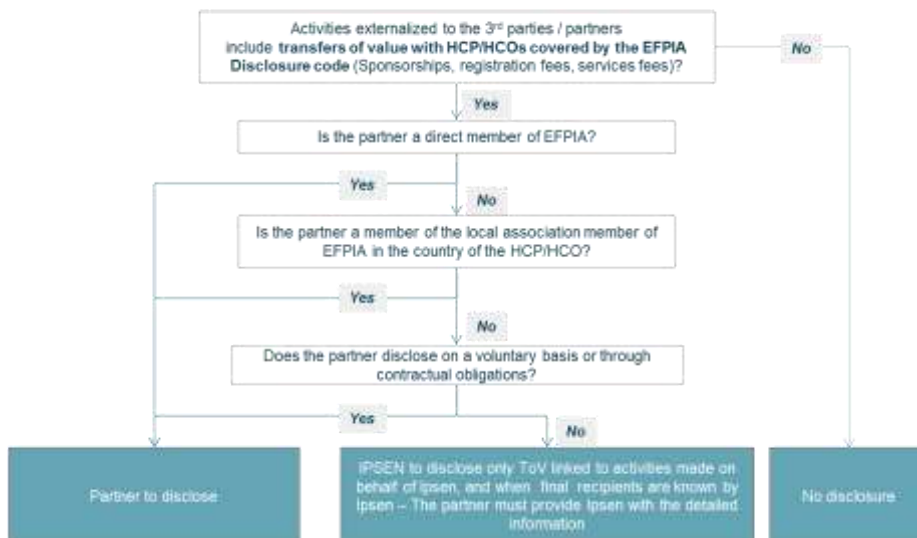 Activities externalized to the 3rd parties / partners
include transfers of value with HCP/HCOs covered by the EFPIA
Disclosure code (Sponsorships, registration fees, services fees)?
No
Yes
Is the partner a direct member of EFPIA?
Yes
No
Is the partner a member of the local association member of
EFPIA in the country of the HCP/HCO?
Yes
No
Does the partner disclose on a voluntary basis or through
contractual obligations?
Yes
No
Partner to disclose
IPSEN to disclose only ToV linked to activities made on
behalf of Ipsen, and when final recipients are known by
Ipsen – The partner must provide Ipsen with the detailed
information
No disclosure